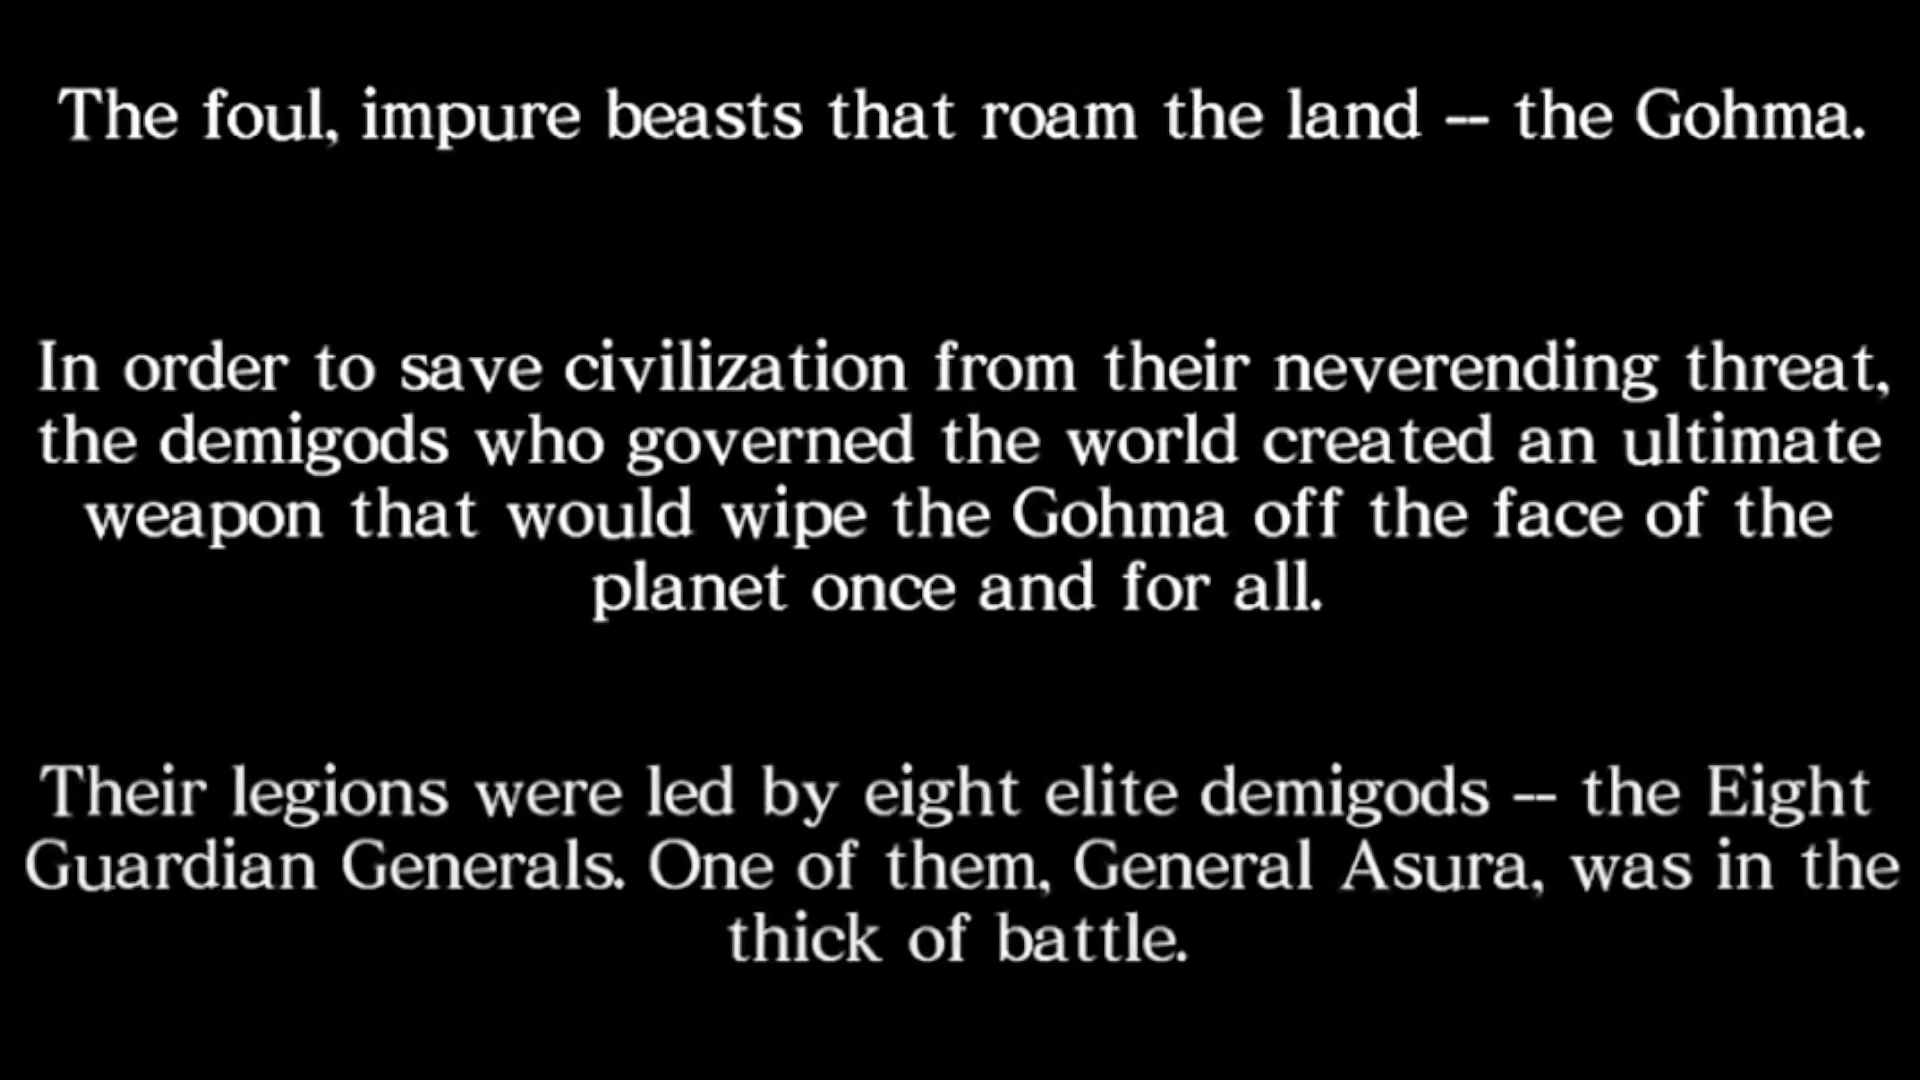 The foul, impure beasts that roam the land -- the Gohma.
In order to save civilization from their neverending threat,
the demigods who governed the world created an ultimate
weapon that would wipe the Gohma off the face of the
planet once and for all.
Their legions were led by eight elite demigods -- the Eight
Guardian Generals. One of them, General Asura, was in the
thick of battle.